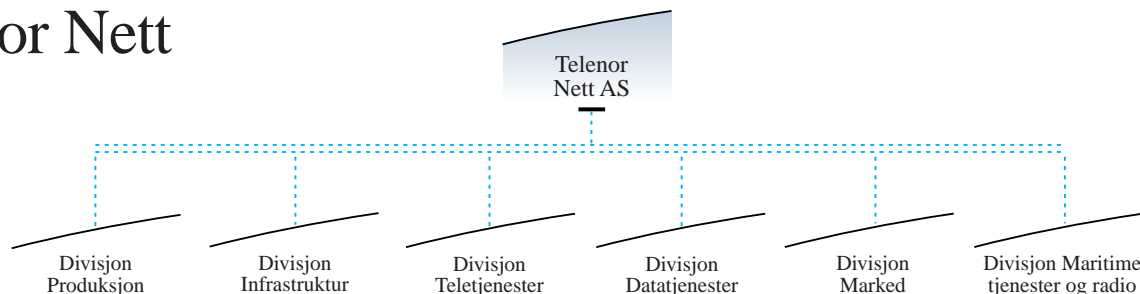 or Nett
Telenor
Nett AS
Divisjon
Produksjon
Divisjon
Infrastruktur
Divisjon
Teletjenester
Divisjon
Datatjenester
Divisjon
Marked
Divisjon Maritime
tjenester og radio